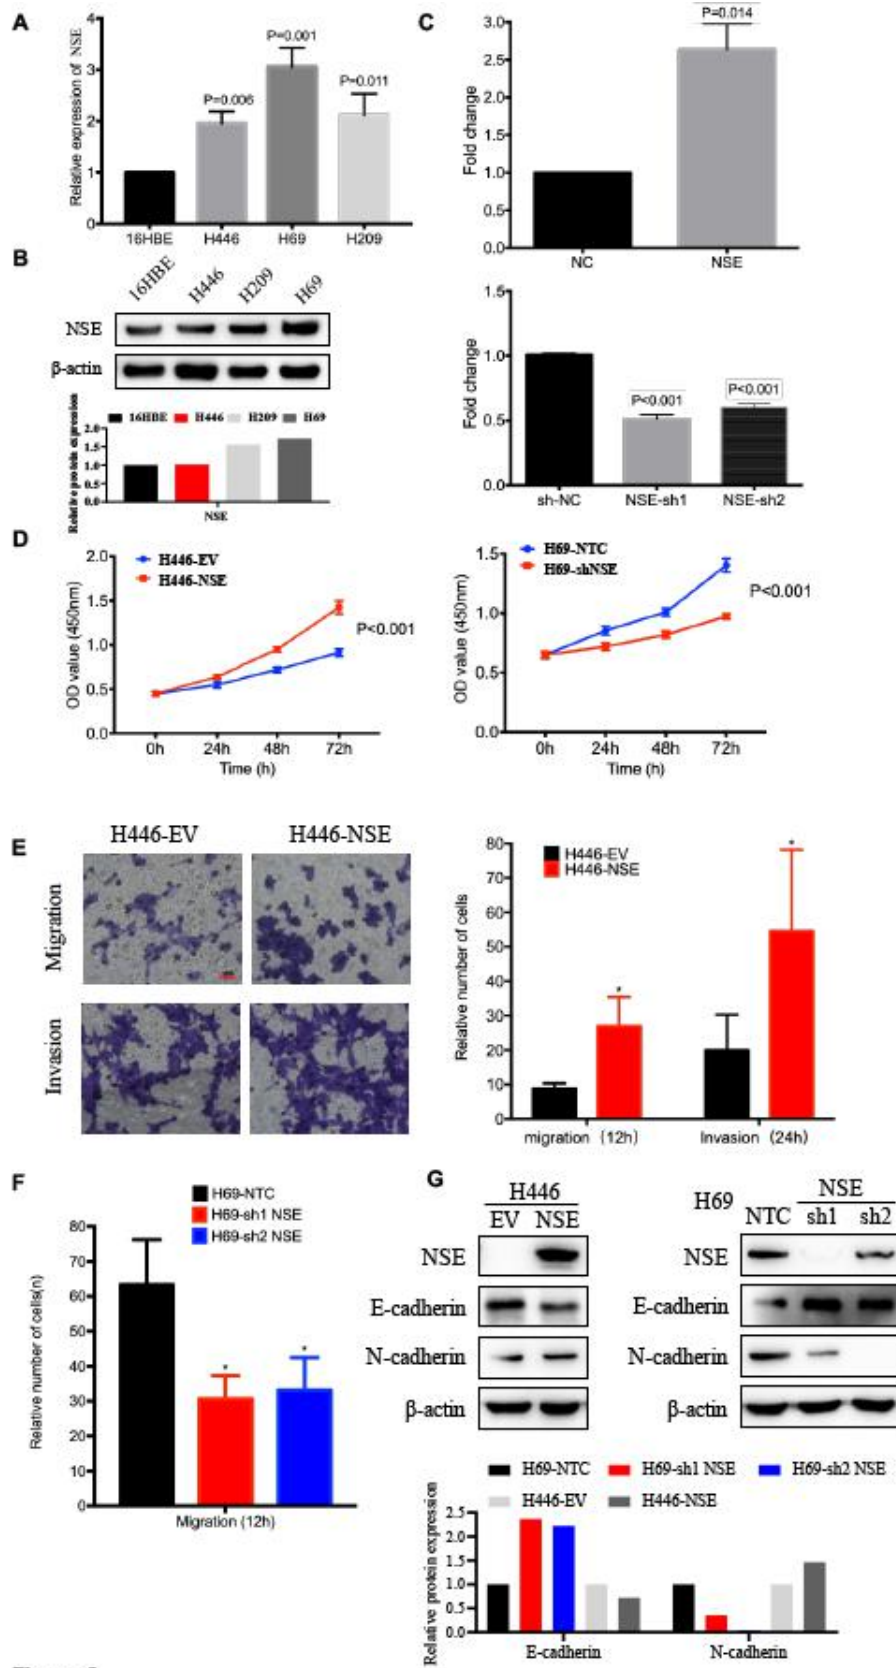 A
Relative expression of NSE
4
3
2
1
0
P=0.006
P=0.001
P=0.011
16HBE H446 H69 H209
B
16HBE H446 H209 H69
NSE
β-actin
16HBE H446 H209 H69
Relative protein expression
2.0
1.5
1.0
0.5
0.0
NSE
C
Fold change
3.0
2.5
2.0
1.5
1.0
0.5
0.0
P=0.014
NC NSE
Fold change
1.5
1.0
0.5
0.0
P<0.001
P<0.001
sh-NC NSE-sh1 NSE-sh2
D
OD value (450nm)
2.0
1.5
1.0
0.5
0.0
H446-EV
H446-NSE
P<0.001
0h 24h 48h 72h
Time (h)
OD value (450nm)
1.5
1.0
0.5
0.0
H69-NTC
H69-shNSE
P<0.001
0h 24h 48h 72h
Time (h)
E
H446-EV H446-NSE
Migration
Invasion
Relative number of cells
80
70
60
50
40
30
20
10
0
H446-EV
H446-NSE
*
*
migration (12h) Invasion (24h)
F
H69-NTC
H69-sh1 NSE
H69-sh2 NSE
Relative number of cells(n)
80
70
60
50
40
30
20
10
0
*
*
Migration (12h)
G
H446
EV NSE
NSE
E-cadherin
N-cadherin
β-actin
H69 NSE
NTC sh1 sh2
NSE
E-cadherin
N-cadherin
β-actin
H69-NTC H69-sh1 NSE H69-sh2 NSE
H446-EV H446-NSE
Relative protein expression
2.5
2.0
1.5
1.0
0.5
0.0
E-cadherin N-cadherin